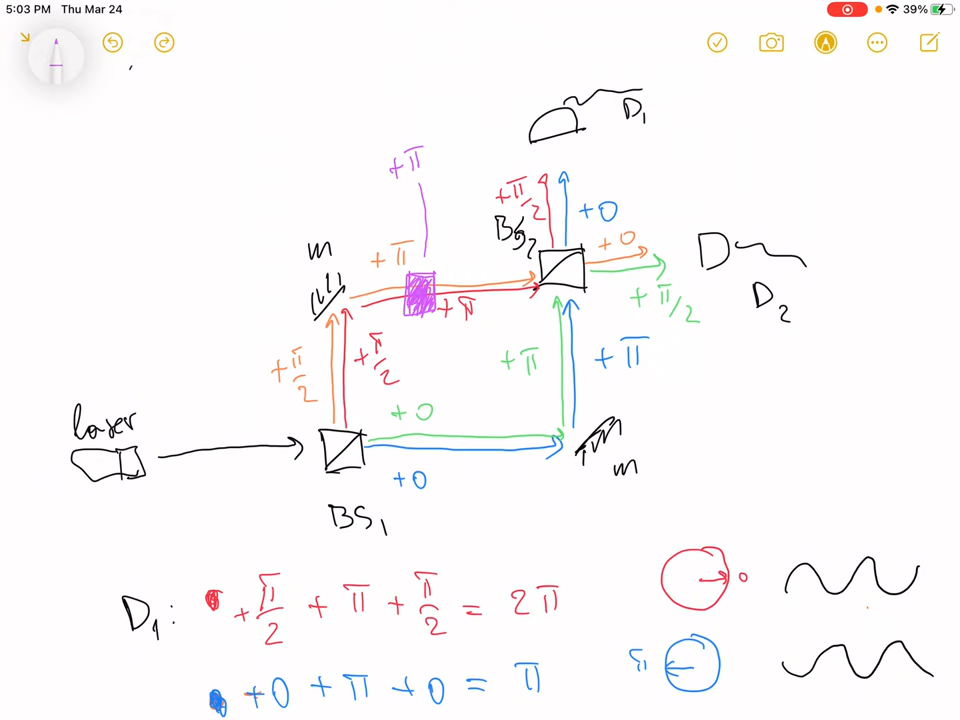 5:03 PM Thu Mar 24
39%
D₁
+π
+π/2
+0
BS₂
m
+π
+0
D₂
+π
+π/2
+π/2
+π/2
+π
+π
laser
+0
m
+0
BS₁
D₁: +π/2 + π + π/2 = 2π
0
+0 + π + 0 = π
π